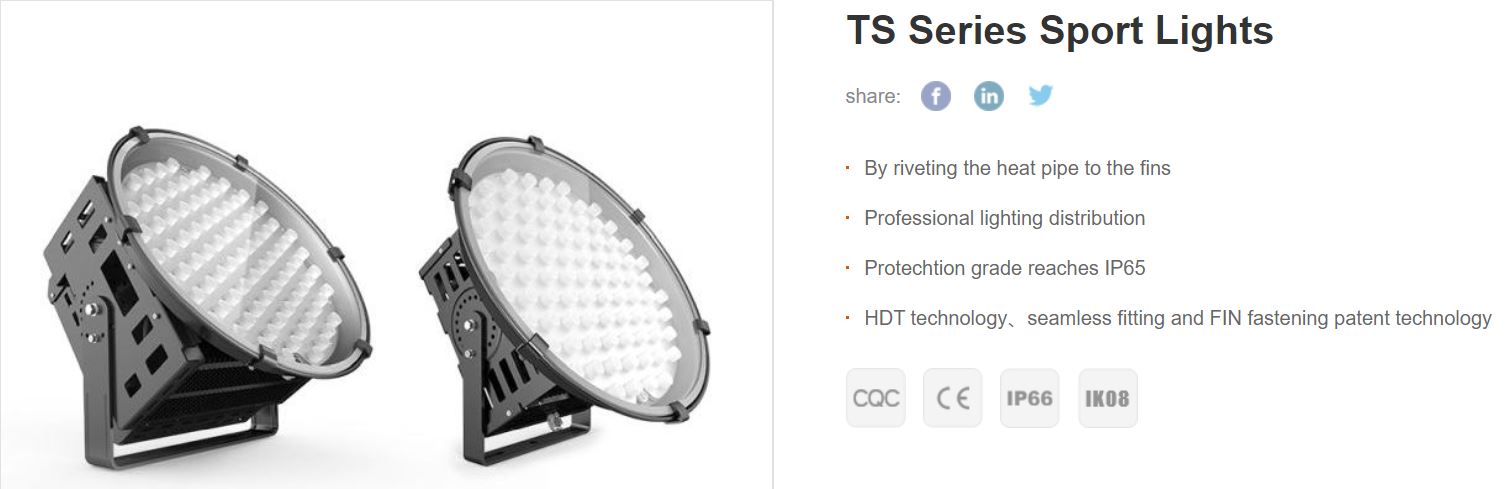 TS Series Sport Lights
share:
By riveting the heat pipe to the fins
Professional lighting distribution
Protechtion grade reaches IP65
HDT technology、seamless fitting and FIN fastening patent technology
CQC CE IP66 IK08